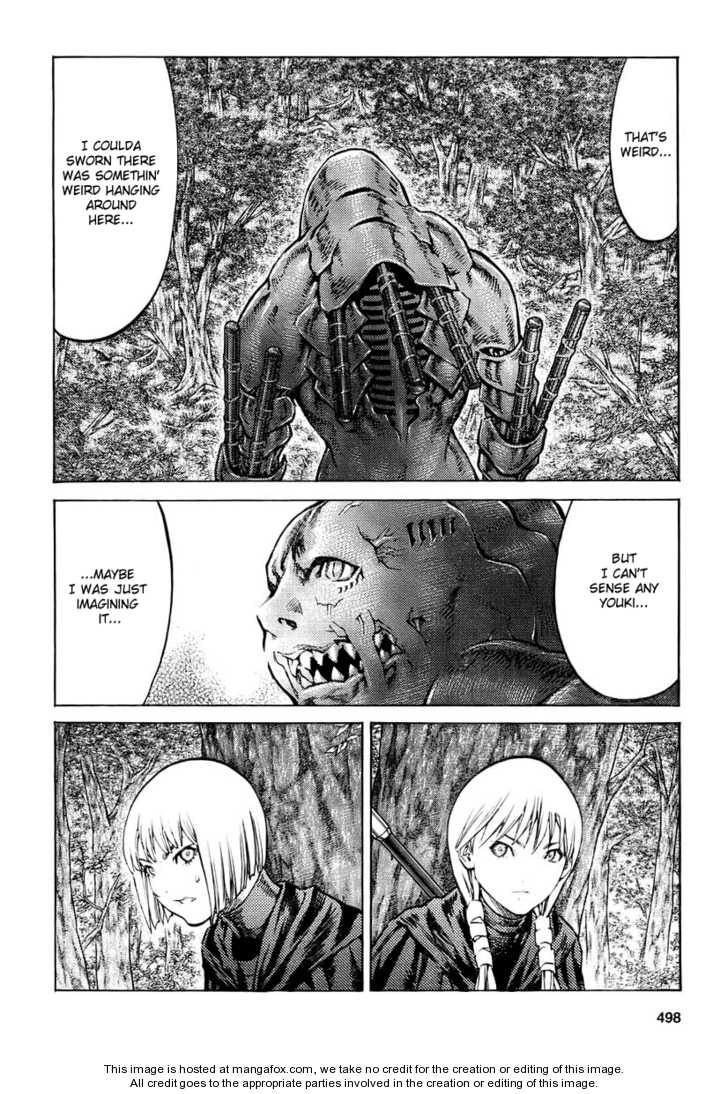 THAT'S
WEIRD...
I COULDA
SWORN THERE
WAS SOMETHIN'
WEIRD HANGING
AROUND
HERE...
BUT
I CAN'T
SENSE ANY
YOUKI...
...MAYBE
I WAS JUST
IMAGINING
IT...
498
This image is hosted at mangafox.com, we take no credit for the creation or editing of this image.
All credit goes to the appropriate parties involved in the creation or editing of this image.